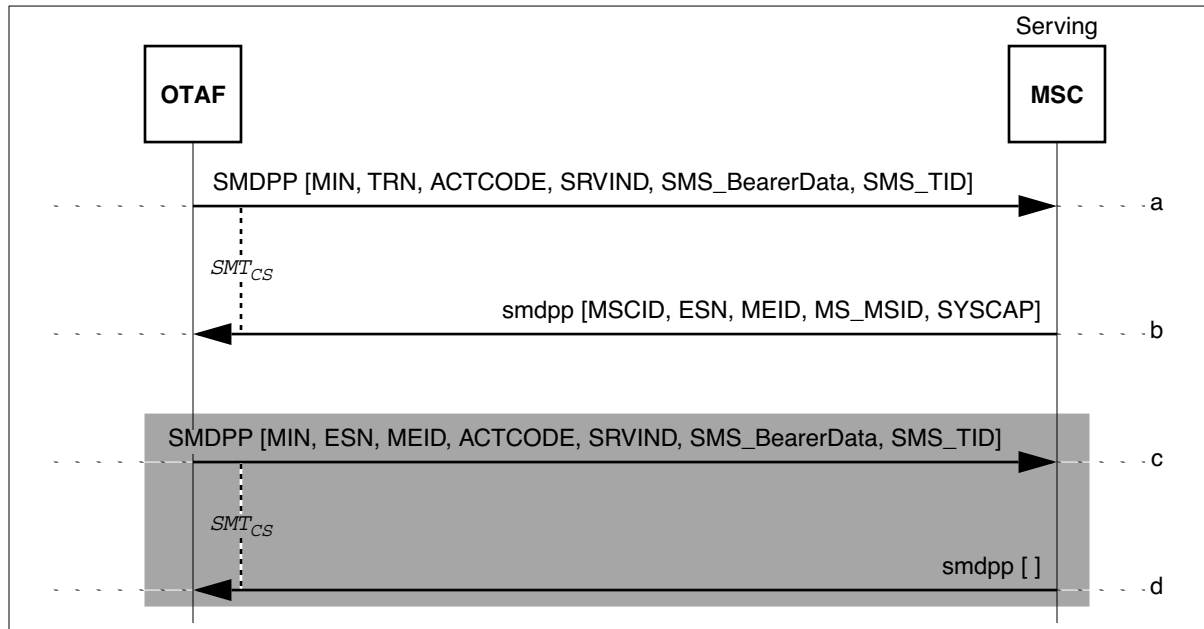 Serving
OTAF
MSC
SMDPP [MIN, TRN, ACTCODE, SRVIND, SMS_BearerData, SMS_TID]
a
SMT_CS
smdpp [MSCID, ESN, MEID, MS_MSID, SYSCAP]
b
SMDPP [MIN, ESN, MEID, ACTCODE, SRVIND, SMS_BearerData, SMS_TID]
c
SMT_CS
smdpp [ ]
d